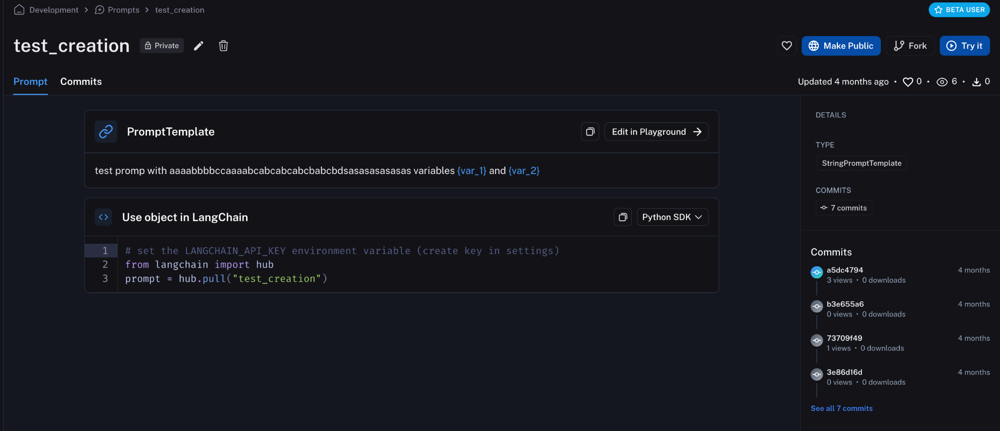 Development > Prompts > test_creation
BETA USER
test_creation Private
Make Public Fork Try it
Prompt Commits
Updated 4 months ago • 0 • 6 • 0
PromptTemplate
Edit in Playground →
test promp with aaaabbbbccaaaabcabcabcabcbabcbdsasasasasasas variables {var_1} and {var_2}
<> Use object in LangChain
Python SDK
1 # set the LANGCHAIN_API_KEY environment variable (create key in settings)
2 from langchain import hub
3 prompt = hub.pull("test_creation")
DETAILS
TYPE
StringPromptTemplate
COMMITS
7 commits
Commits
a5dc4794 4 months
3 views • 0 downloads
b3e655a6 4 months
0 views • 0 downloads
73709f49 4 months
1 views • 0 downloads
3e86d16d 4 months
0 views • 0 downloads
See all 7 commits